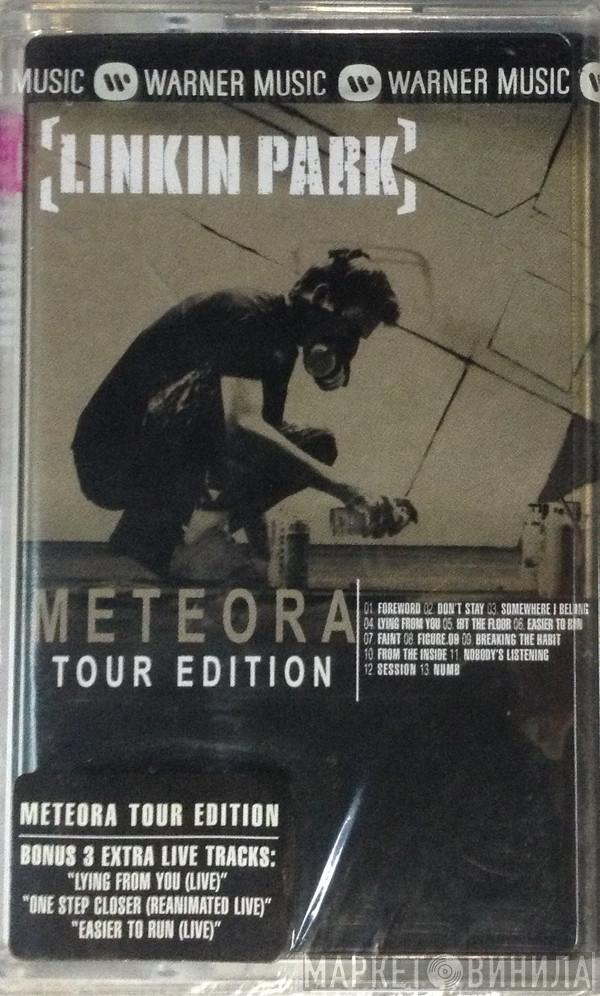 MUSIC WARNER MUSIC WARNER MUSIC
[LINKIN PARK]
METEORA
TOUR EDITION
01. FOREWORD 02. DON'T STAY 03. SOMEWHERE I BELONG
04. LYING FROM YOU 05. HIT THE FLOOR 06. EASIER TO RUN
07. FAINT 08. FIGURE.09 09. BREAKING THE HABIT
10. FROM THE INSIDE 11. NOBODY'S LISTENING
12. SESSION 13. NUMB
METEORA TOUR EDITION
BONUS 3 EXTRA LIVE TRACKS:
"LYING FROM YOU (LIVE)"
"ONE STEP CLOSER (REANIMATED LIVE)"
"EASIER TO RUN (LIVE)"
МАРКЕТ ВИНИЛА